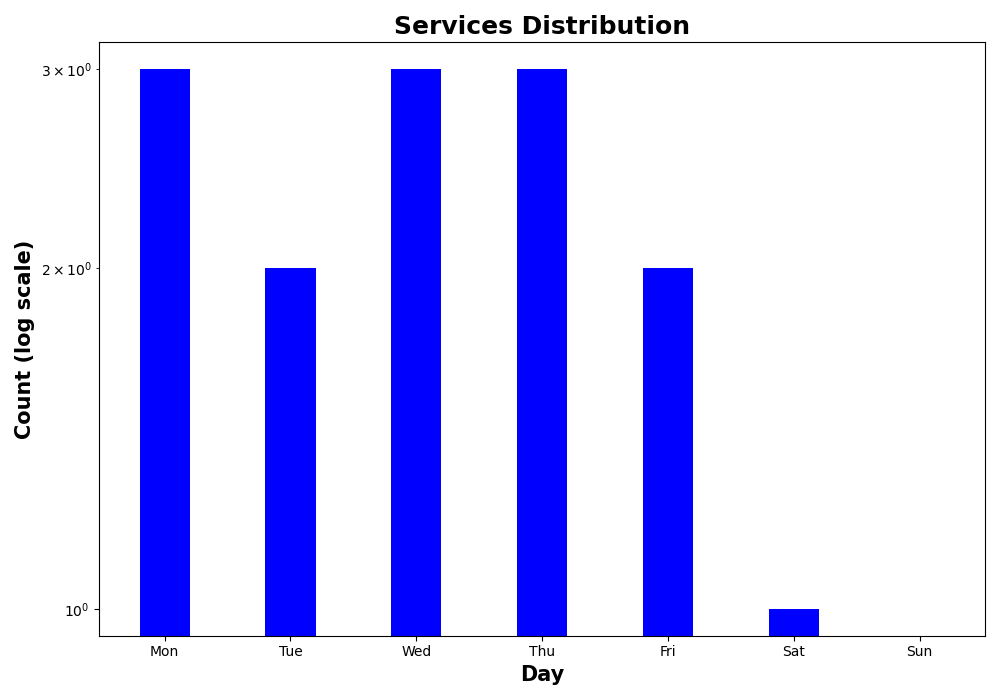 Services Distribution
Count (log scale)
3 × 10⁰
2 × 10⁰
10⁰
Mon Tue Wed Thu Fri Sat Sun
Day